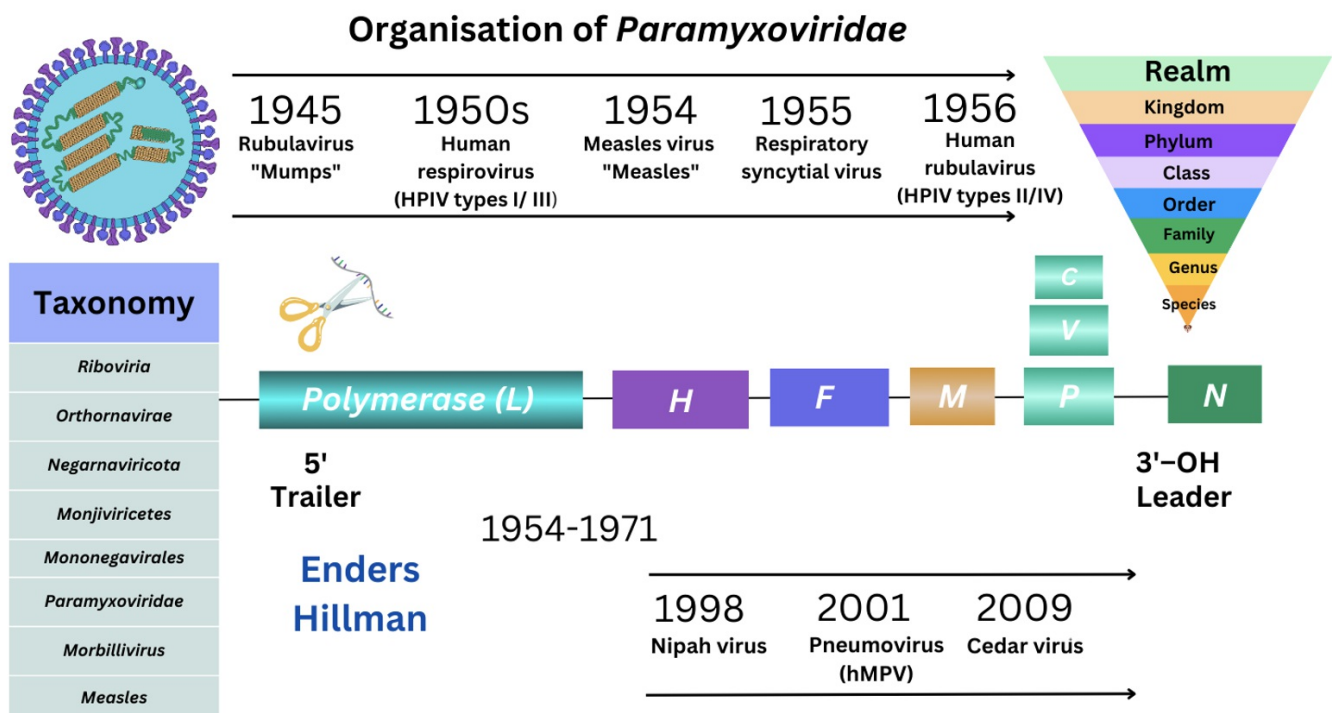 Organisation of Paramyxoviridae
1945
Rubulavirus
"Mumps"
1950s
Human
respirovirus
(HPIV types I/ III)
1954
Measles virus
"Measles"
1955
Respiratory
syncytial virus
1956
Human
rubulavirus
(HPIV types II/IV)
Realm
Kingdom
Phylum
Class
Order
Family
Genus
Species
Taxonomy
Riboviria
Orthornavirae
Negarnaviricota
Monjiviricetes
Mononegavirales
Paramyxoviridae
Morbillivirus
Measles
C
V
Polymerase (L)
H
F
M
P
N
5'
Trailer
3'–OH
Leader
1954-1971
Enders
Hillman
1998
Nipah virus
2001
Pneumovirus
(hMPV)
2009
Cedar virus